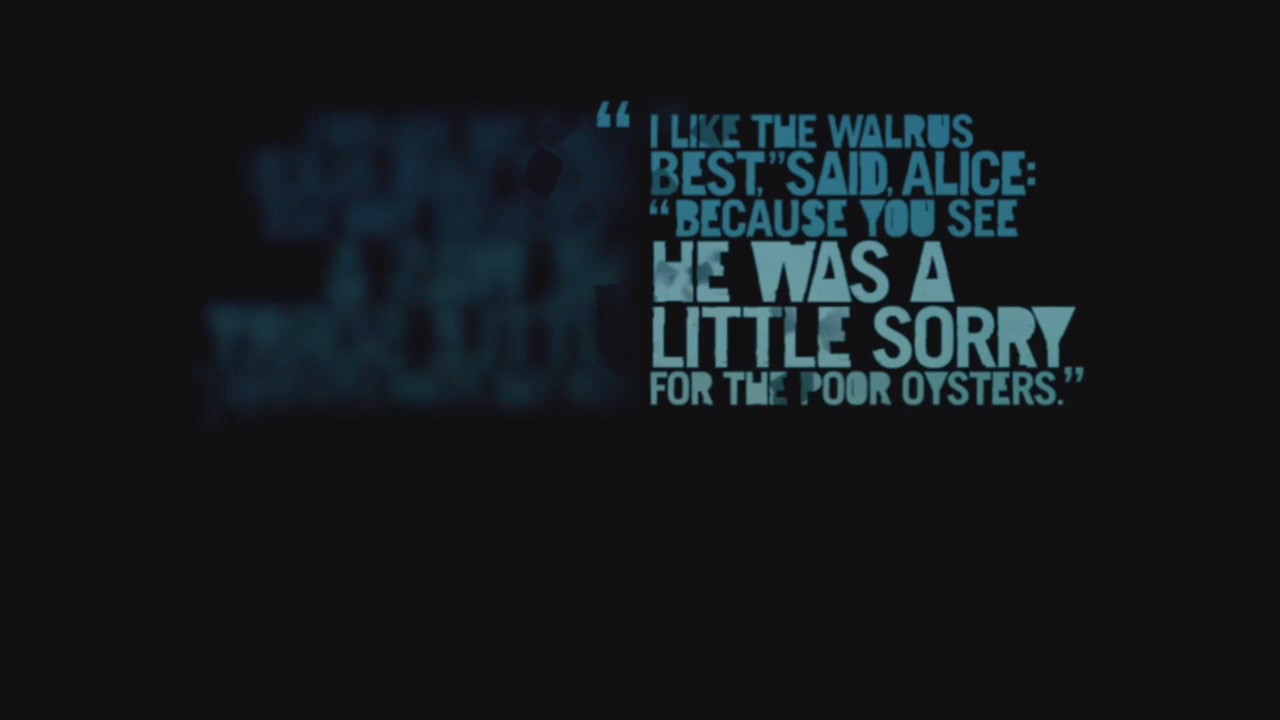 “I LIKE THE WALRUS
BEST,”SAID, ALICE:
“BECAUSE YOU SEE
HE WAS A
LITTLE SORRY
FOR THE POOR OYSTERS.”